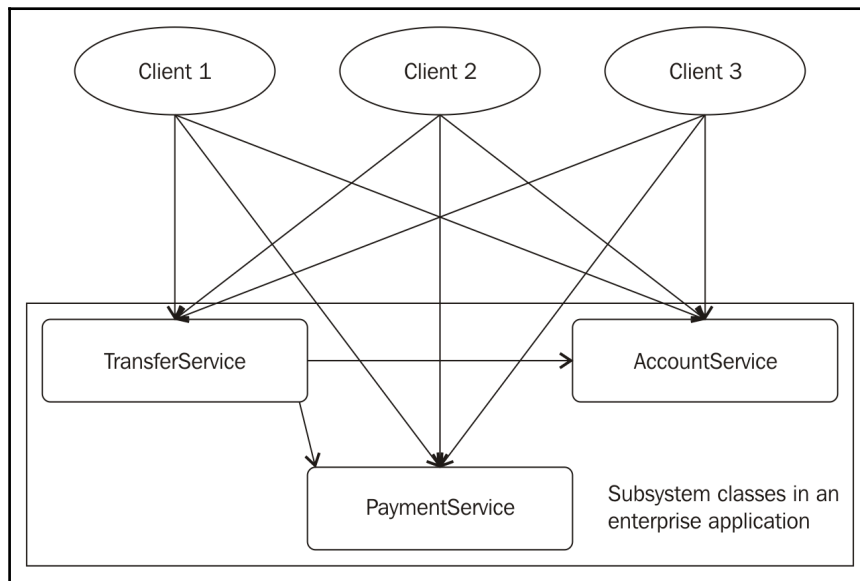 Client 1
Client 2
Client 3
TransferService
AccountService
PaymentService
Subsystem classes in an
enterprise application